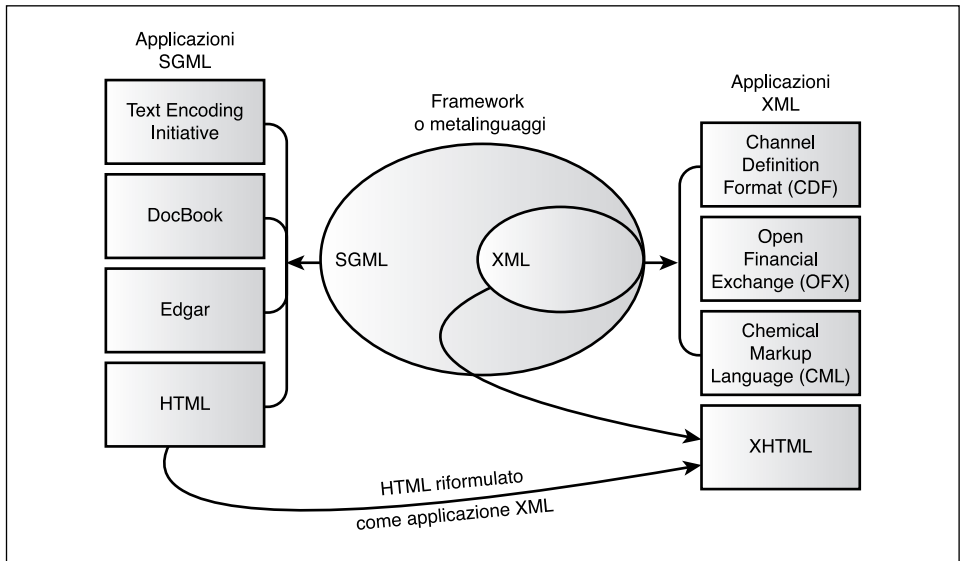 Applicazioni
SGML
Text Encoding
Initiative
DocBook
Edgar
HTML
Framework
o metalinguaggi
SGML
XML
Applicazioni
XML
Channel
Definition
Format (CDF)
Open
Financial
Exchange (OFX)
Chemical
Markup
Language (CML)
XHTML
HTML riformulato
come applicazione XML